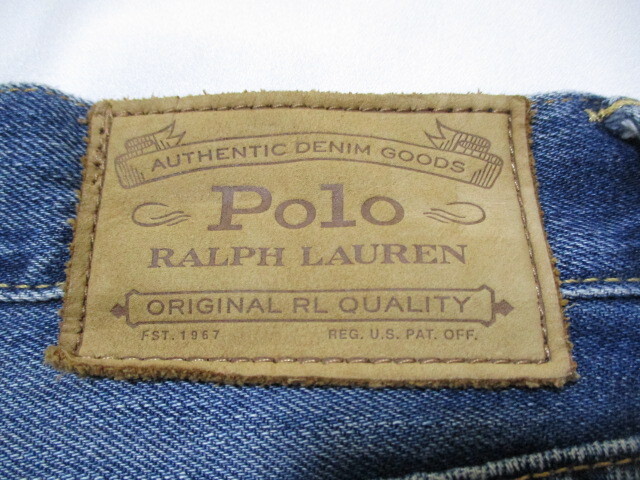 AUTHENTIC DENIM GOODS
Polo
RALPH LAUREN
ORIGINAL RL QUALITY
EST. 1967 REG. U.S. PAT. OFF.